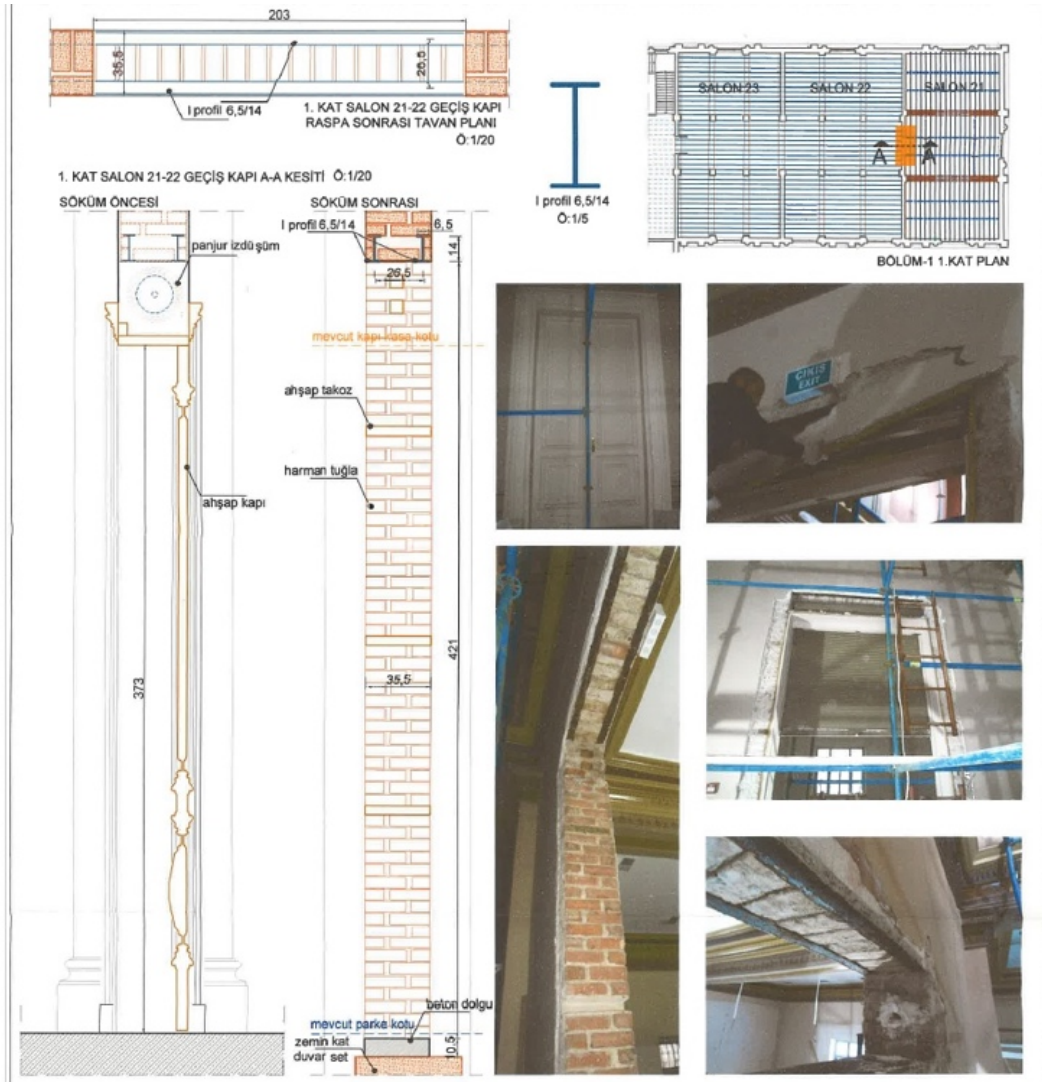 203
35,5
26,5
I profil 6,5/14
1. KAT SALON 21-22 GEÇİŞ KAPI
RASPA SONRASI TAVAN PLANI
Ö:1/20
I profil 6,5/14
Ö:1/5
SALON 23
SALON 22
SALON 21
A
A
BÖLÜM-1 1.KAT PLAN
1. KAT SALON 21-22 GEÇİŞ KAPI A-A KESİTİ Ö:1/20
SÖKÜM ÖNCESİ
panjur izdüşüm
ahşap kapı
373
SÖKÜM SONRASI
I profil 6,5/14
6,5
14
26,5
mevcut kapı kasa kotu
ahşap takoz
harman tuğla
421
35,5
beton dolgu
mevcut parke kotu
zemin kat
duvar set
10,5
ÇIKIŞ
EXIT